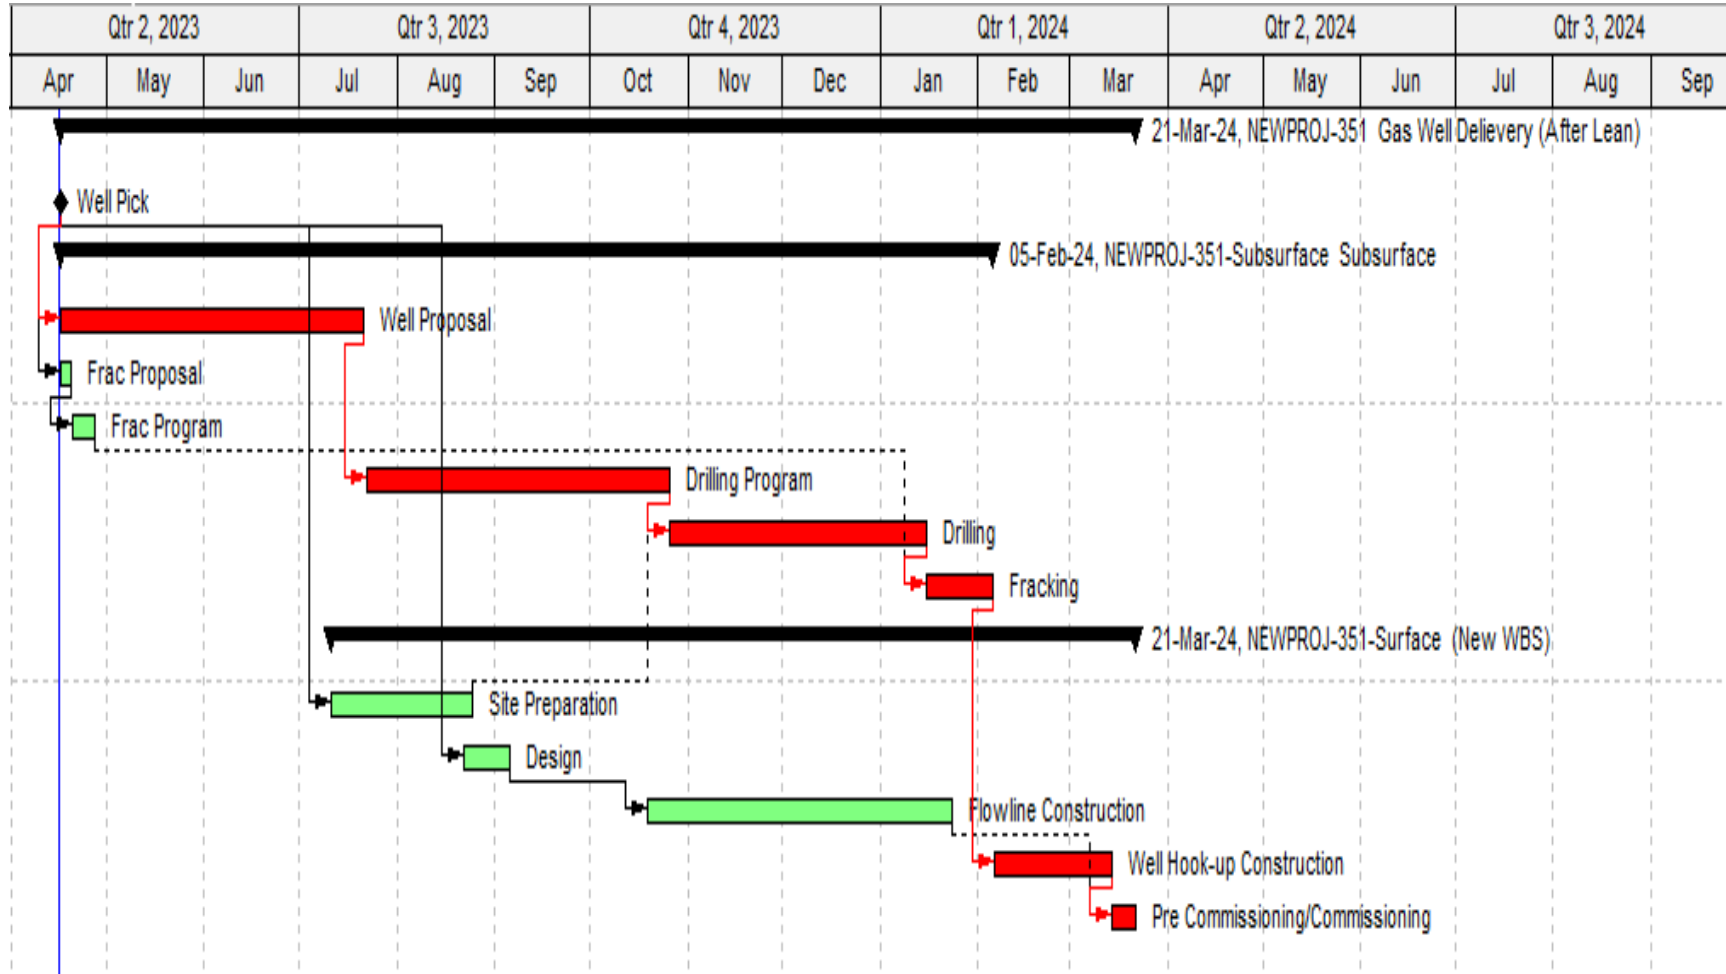 Qtr 2, 2023 Qtr 3, 2023 Qtr 4, 2023 Qtr 1, 2024 Qtr 2, 2024 Qtr 3, 2024
Apr May Jun Jul Aug Sep Oct Nov Dec Jan Feb Mar Apr May Jun Jul Aug Sep
21-Mar-24, NEWPROJ-351 Gas Well Delievery (After Lean)
Well Pick
05-Feb-24, NEWPROJ-351-Subsurface Subsurface
Well Proposal
Frac Proposal
Frac Program
Drilling Program
Drilling
Fracking
21-Mar-24, NEWPROJ-351-Surface (New WBS)
Site Preparation
Design
Flowline Construction
Well Hook-up Construction
Pre Commissioning/Commissioning